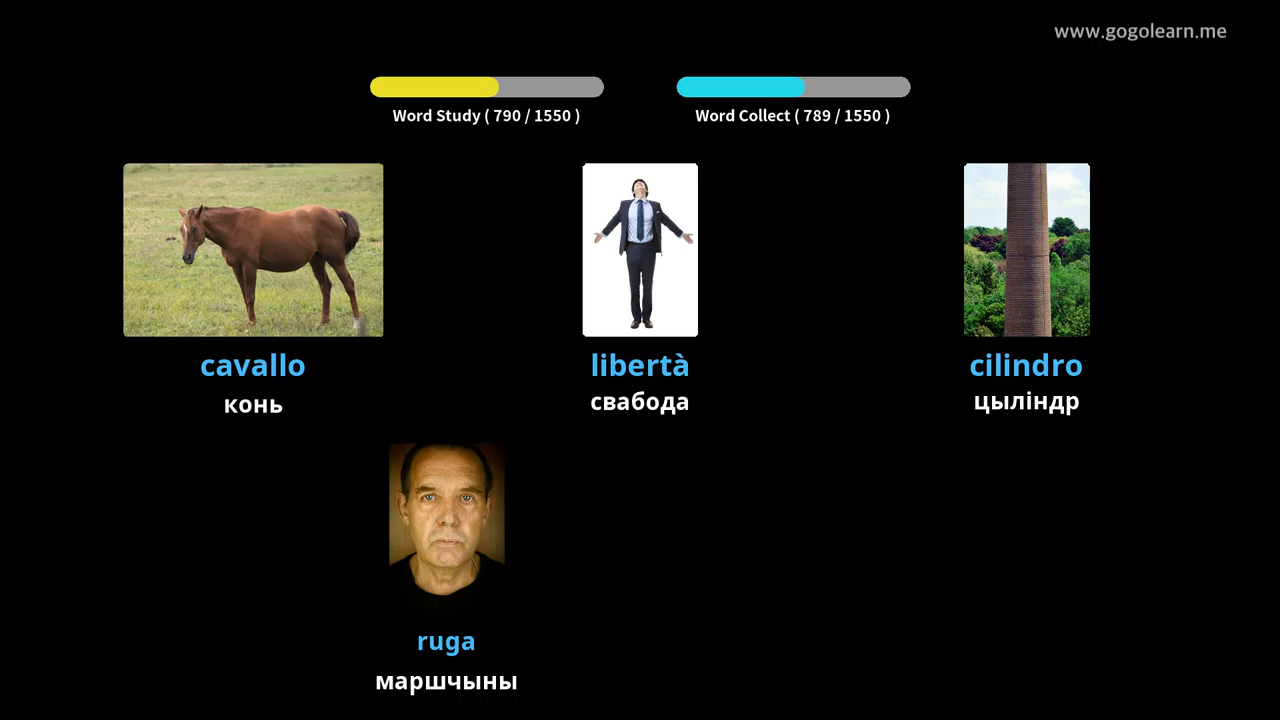 www.gogolearn.me
Word Study ( 790 / 1550 )
Word Collect ( 789 / 1550 )
cavallo
конь
libertà
свабода
cilindro
цыліндр
ruga
маршчыны